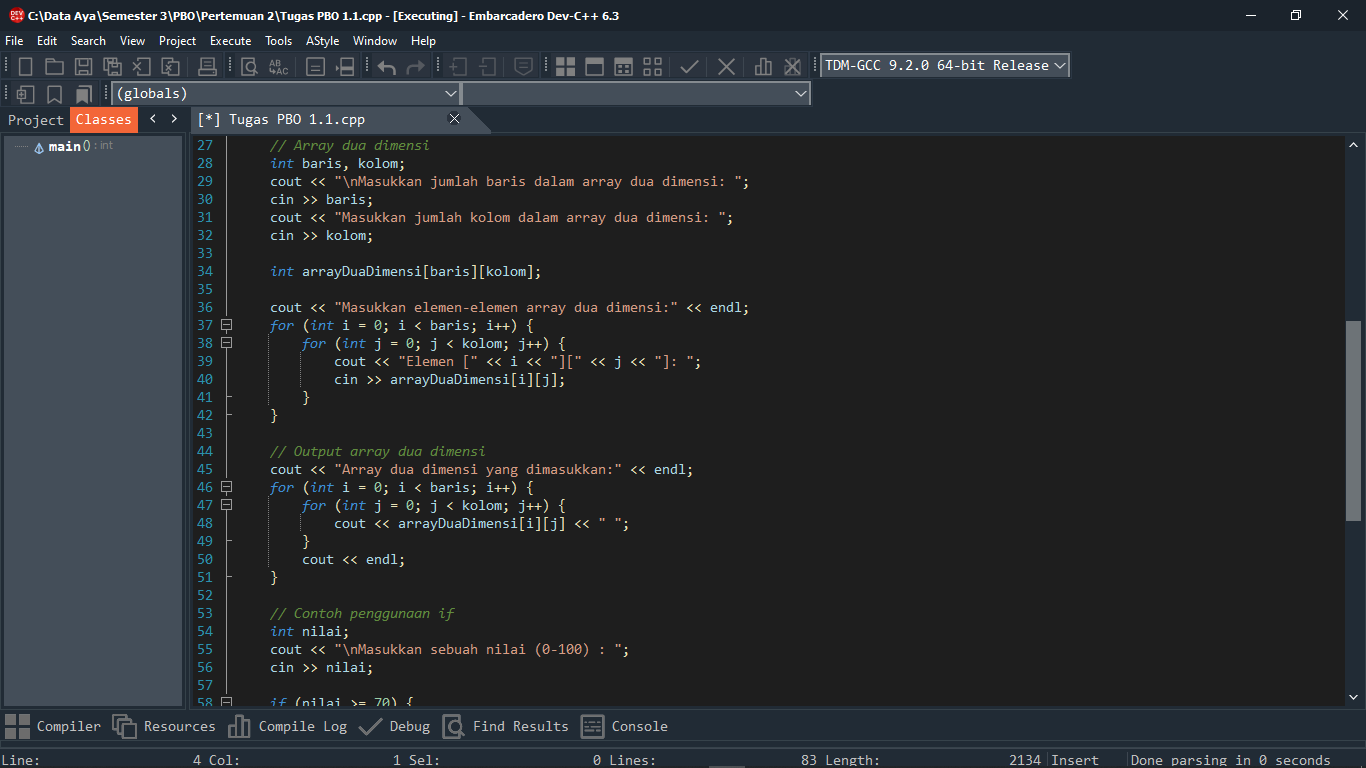 C:\Data Aya\Semester 3\PBO\Pertemuan 2\Tugas PBO 1.1.cpp - [Executing] - Embarcadero Dev-C++ 6.3
File Edit Search View Project Execute Tools AStyle Window Help
TDM-GCC 9.2.0 64-bit Release
(globals)
Project Classes [*] Tugas PBO 1.1.cpp
main() : int
27 // Array dua dimensi
28 int baris, kolom;
29 cout << "\nMasukkan jumlah baris dalam array dua dimensi: ";
30 cin >> baris;
31 cout << "Masukkan jumlah kolom dalam array dua dimensi: ";
32 cin >> kolom;
33
34 int arrayDuaDimensi[baris][kolom];
35
36 cout << "Masukkan elemen-elemen array dua dimensi:" << endl;
37 for (int i = 0; i < baris; i++) {
38 for (int j = 0; j < kolom; j++) {
39 cout << "Elemen [" << i << "][" << j << "]: ";
40 cin >> arrayDuaDimensi[i][j];
41 }
42 }
43
44 // Output array dua dimensi
45 cout << "Array dua dimensi yang dimasukkan:" << endl;
46 for (int i = 0; i < baris; i++) {
47 for (int j = 0; j < kolom; j++) {
48 cout << arrayDuaDimensi[i][j] << " ";
49 }
50 cout << endl;
51 }
52
53 // Contoh penggunaan if
54 int nilai;
55 cout << "\nMasukkan sebuah nilai (0-100) : ";
56 cin >> nilai;
57
58 if (nilai >= 70) {
Compiler Resources Compile Log Debug Find Results Console
Line: 4 Col: 1 Sel: 0 Lines: 83 Length: 2134 Insert Done parsing in 0 seconds